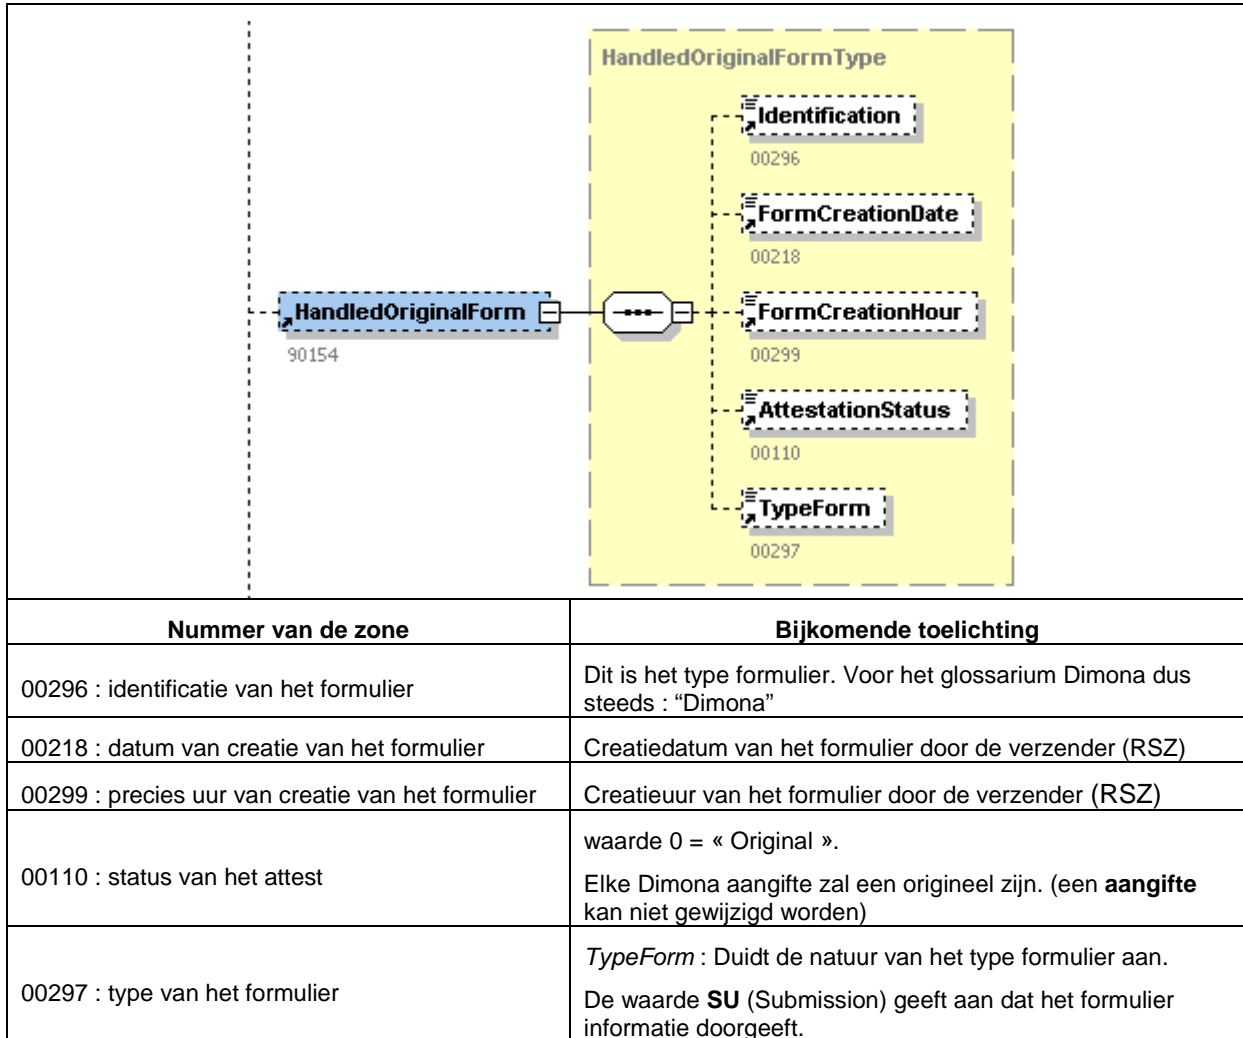 HandledOriginalFormType
Identification
00296
FormCreationDate
00218
HandledOriginalForm
90154
FormCreationHour
00299
AttestationStatus
00110
TypeForm
00297
Nummer van de zone
Bijkomende toelichting
00296 : identificatie van het formulier
Dit is het type formulier. Voor het glossarium Dimona dus
steeds : “Dimona”
00218 : datum van creatie van het formulier
Creatiedatum van het formulier door de verzender (RSZ)
00299 : precies uur van creatie van het formulier
Creatieuur van het formulier door de verzender (RSZ)
00110 : status van het attest
waarde 0 = « Original ».
Elke Dimona aangifte zal een origineel zijn. (een aangifte
kan niet gewijzigd worden)
00297 : type van het formulier
TypeForm : Duidt de natuur van het type formulier aan.
De waarde SU (Submission) geeft aan dat het formulier
informatie doorgeeft.